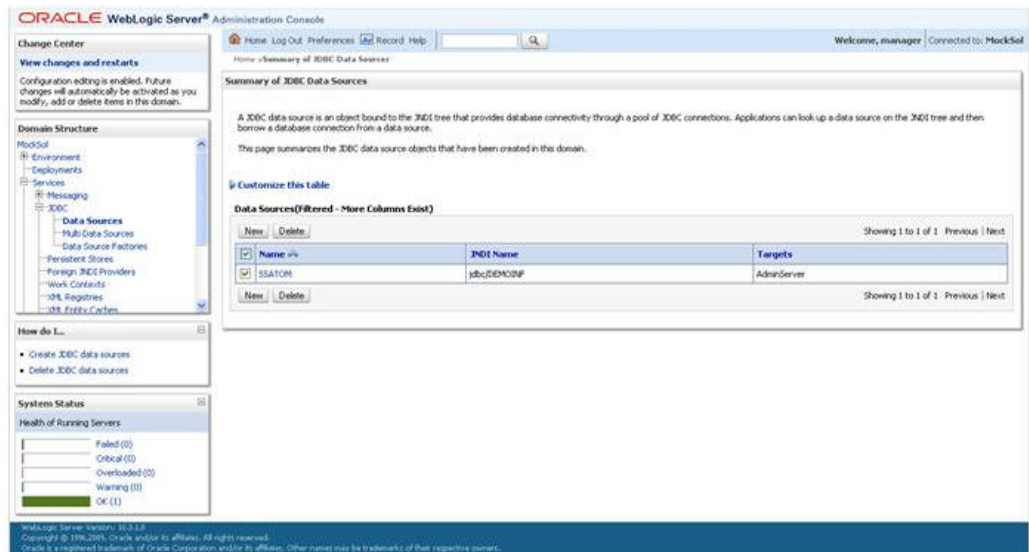 ORACLE WebLogic Server® Administration Console
Change Center
View changes and restarts
Configuration editing is enabled. Future
changes will automatically be activated as you
modify, add or delete items in this domain.
Domain Structure
MockSol
Environment
Deployments
Services
Messaging
JDBC
Data Sources
Multi Data Sources
Data Source Factories
Persistent Stores
Foreign JNDI Providers
Work Contexts
XML Registries
XML Entity Caches
How do I...
Create JDBC data sources
Delete JDBC data sources
System Status
Health of Running Servers
Failed (0)
Critical (0)
Overloaded (0)
Warning (0)
OK (1)
Home Log Out Preferences Record Help
Welcome, manager Connected to: MockSol
Home >Summary of JDBC Data Sources
Summary of JDBC Data Sources
A JDBC data source is an object bound to the JNDI tree that provides database connectivity through a pool of JDBC connections. Applications can look up a data source on the JNDI tree and then
borrow a database connection from a data source.
This page summarizes the JDBC data source objects that have been created in this domain.
Customize this table
Data Sources(Filtered - More Columns Exist)
New Delete Showing 1 to 1 of 1 Previous | Next
Name JNDI Name Targets
SSATOM jdbc/DEMOINF AdminServer
New Delete Showing 1 to 1 of 1 Previous | Next
WebLogic Server Version: 10.3.1.0
Copyright © 1996,2009, Oracle and/or its affiliates. All rights reserved.
Oracle is a registered trademark of Oracle Corporation and/or its affiliates. Other names may be trademarks of their respective owners.